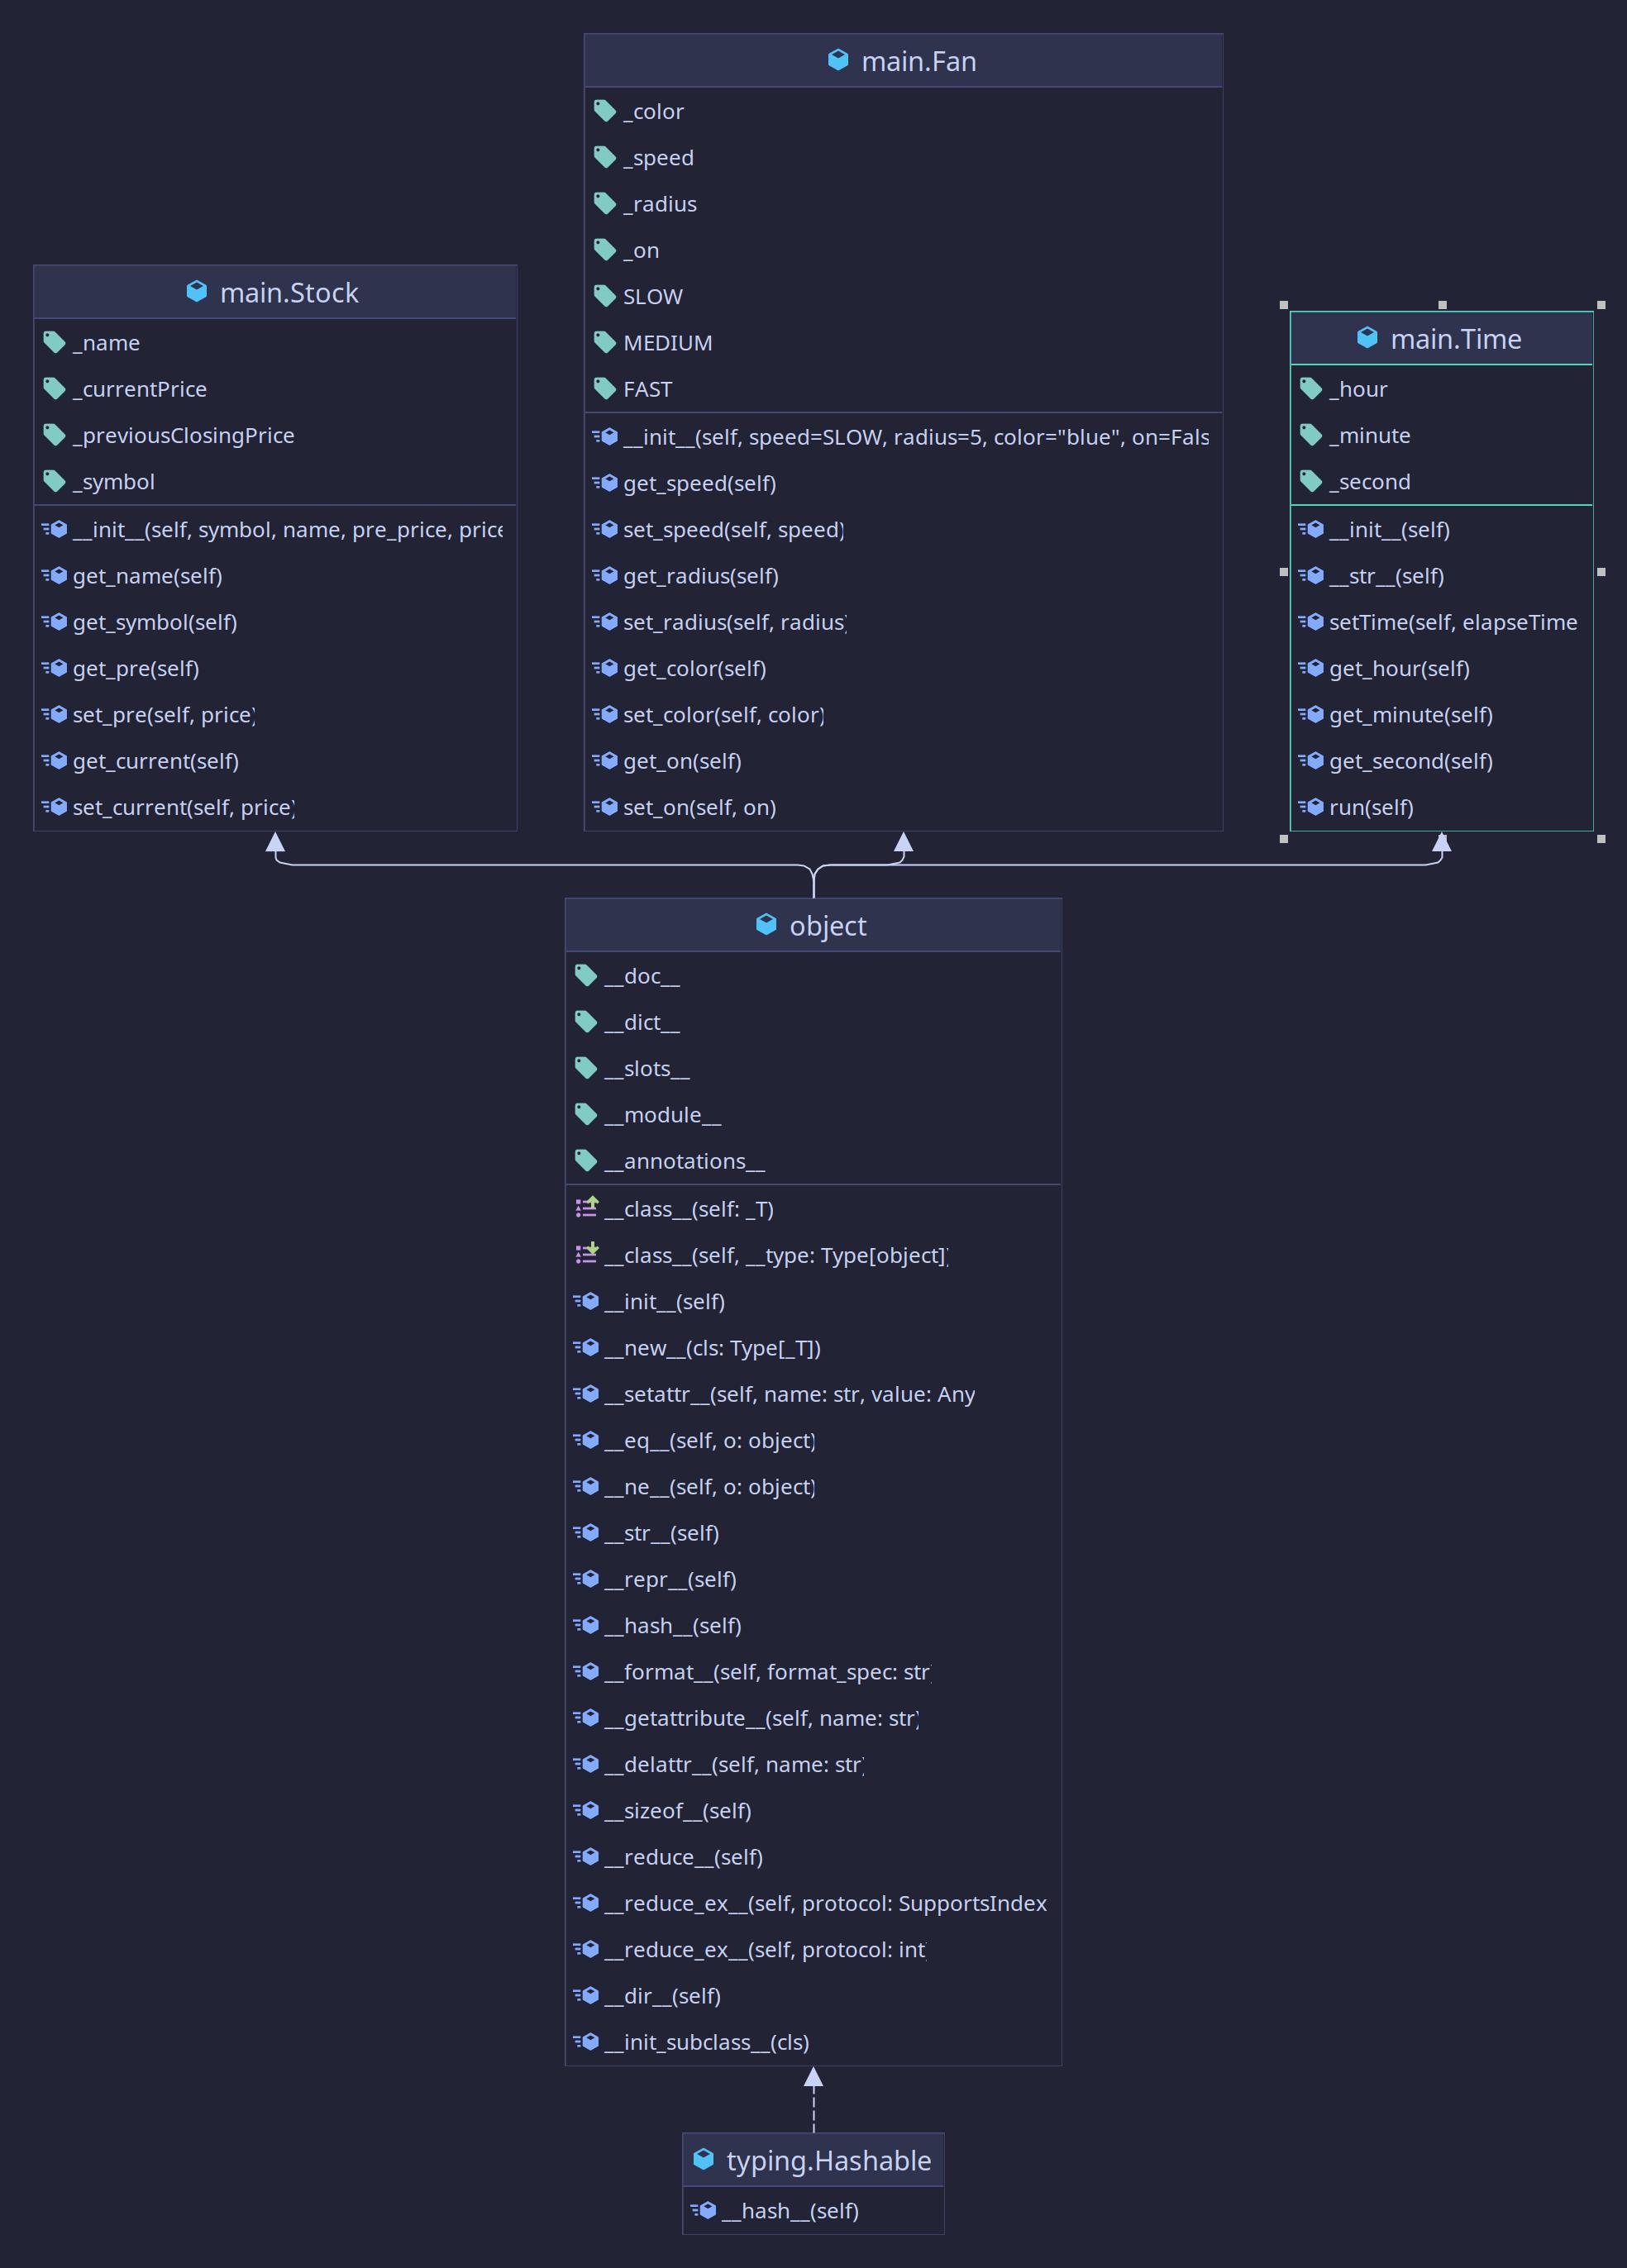 main.Fan
_color
_speed
_radius
_on
SLOW
MEDIUM
FAST
__init__(self, speed=SLOW, radius=5, color="blue", on=Fals
get_speed(self)
set_speed(self, speed)
get_radius(self)
set_radius(self, radius)
get_color(self)
set_color(self, color)
get_on(self)
set_on(self, on)
main.Stock
_name
_currentPrice
_previousClosingPrice
_symbol
__init__(self, symbol, name, pre_price, price
get_name(self)
get_symbol(self)
get_pre(self)
set_pre(self, price)
get_current(self)
set_current(self, price)
main.Time
_hour
_minute
_second
__init__(self)
__str__(self)
setTime(self, elapseTime
get_hour(self)
get_minute(self)
get_second(self)
run(self)
object
__doc__
__dict__
__slots__
__module__
__annotations__
__class__(self: _T)
__class__(self, __type: Type[object])
__init__(self)
__new__(cls: Type[_T])
__setattr__(self, name: str, value: Any
__eq__(self, o: object)
__ne__(self, o: object)
__str__(self)
__repr__(self)
__hash__(self)
__format__(self, format_spec: str)
__getattribute__(self, name: str)
__delattr__(self, name: str)
__sizeof__(self)
__reduce__(self)
__reduce_ex__(self, protocol: SupportsIndex
__reduce_ex__(self, protocol: int)
__dir__(self)
__init_subclass__(cls)
typing.Hashable
__hash__(self)